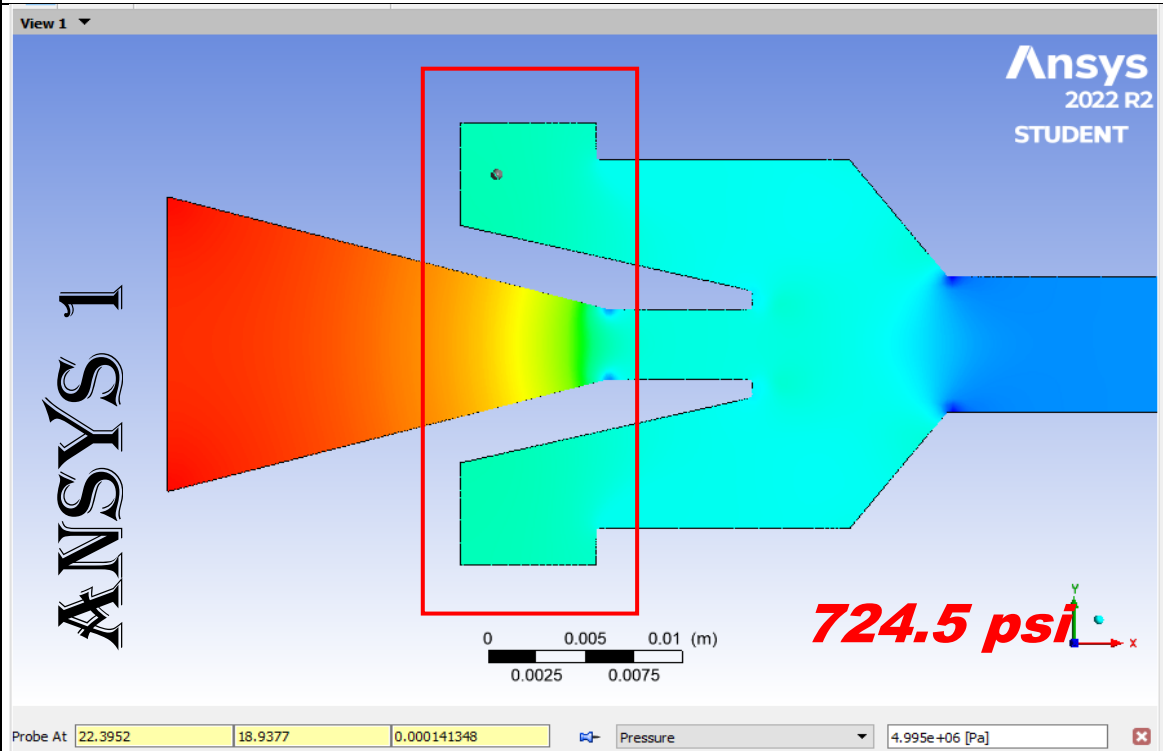 View 1
Ansys
2022 R2
STUDENT
ANSYS 1
724.5 psi
Y
X
0 0.005 0.01 (m)
0.0025 0.0075
Probe At 22.3952 18.9377 0.000141348 Pressure 4.995e+06 [Pa]